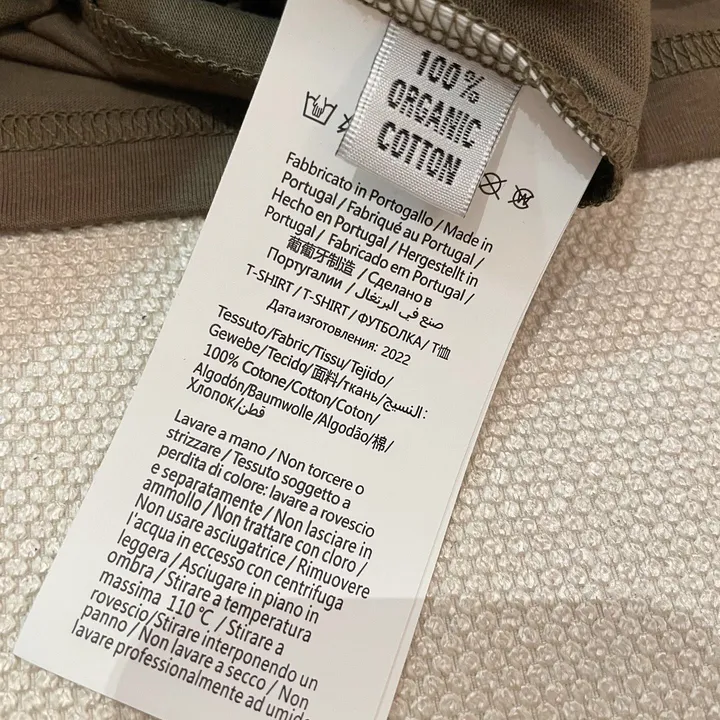 100%
ORGANIC
COTTON
Fabbricato in Portogallo / Made in
Portugal / Fabriqué au Portugal /
Hecho en Portugal / Hergestellt in
Portugal / Fabricado em Portugal /
葡萄牙制造 / Сделано в
Португалии / صنع في البرتغال
T-SHIRT / T-SHIRT / ФУТБОЛКА/ T恤
Дата изготовления: 2022
Tessuto/Fabric/Tissu/Tejido/
Gewebe/Tecido/面料/ткань/النسيج:
100% Cotone/Cotton/Coton/
Algodón/Baumwolle /Algodão/棉/
Хлопок/قطن
Lavare a mano / Non torcere o
strizzare / Tessuto soggetto a
perdita di colore: lavare a rovescio
e separatamente / Non lasciare in
ammollo / Non trattare con cloro /
Non usare asciugatrice / Rimuovere
l'acqua in eccesso con centrifuga
leggera / Asciugare in piano in
ombra / Stirare a temperatura
massima 110℃ / Stirare a
rovescio/Stirare interponendo un
panno / Non lavare a secco / Non
lavare professionalmente ad umido